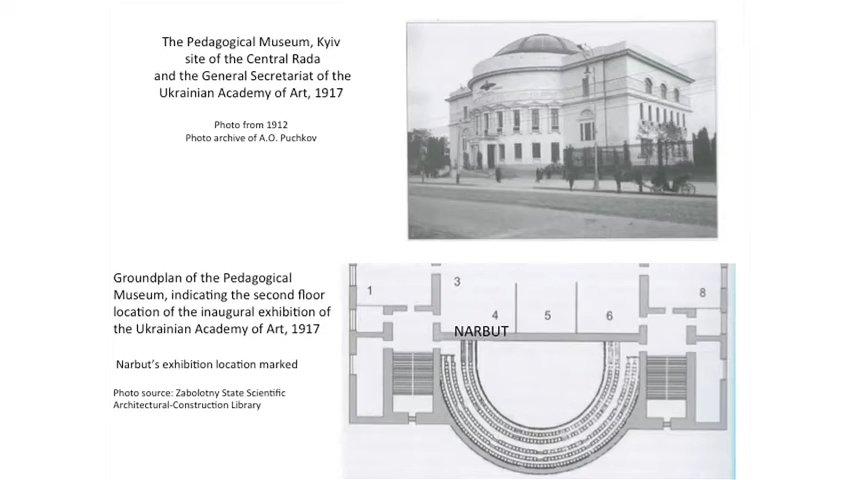 The Pedagogical Museum, Kyiv
site of the Central Rada
and the General Secretariat of the
Ukrainian Academy of Art, 1917
Photo from 1912
Photo archive of A.O. Puchkov
Groundplan of the Pedagogical
Museum, indicating the second floor
location of the inaugural exhibition of
the Ukrainian Academy of Art, 1917
Narbut's exhibition location marked
Photo source: Zabolotny State Scientific
Architectural-Construction Library
1
3
8
4
5
6
NARBUT